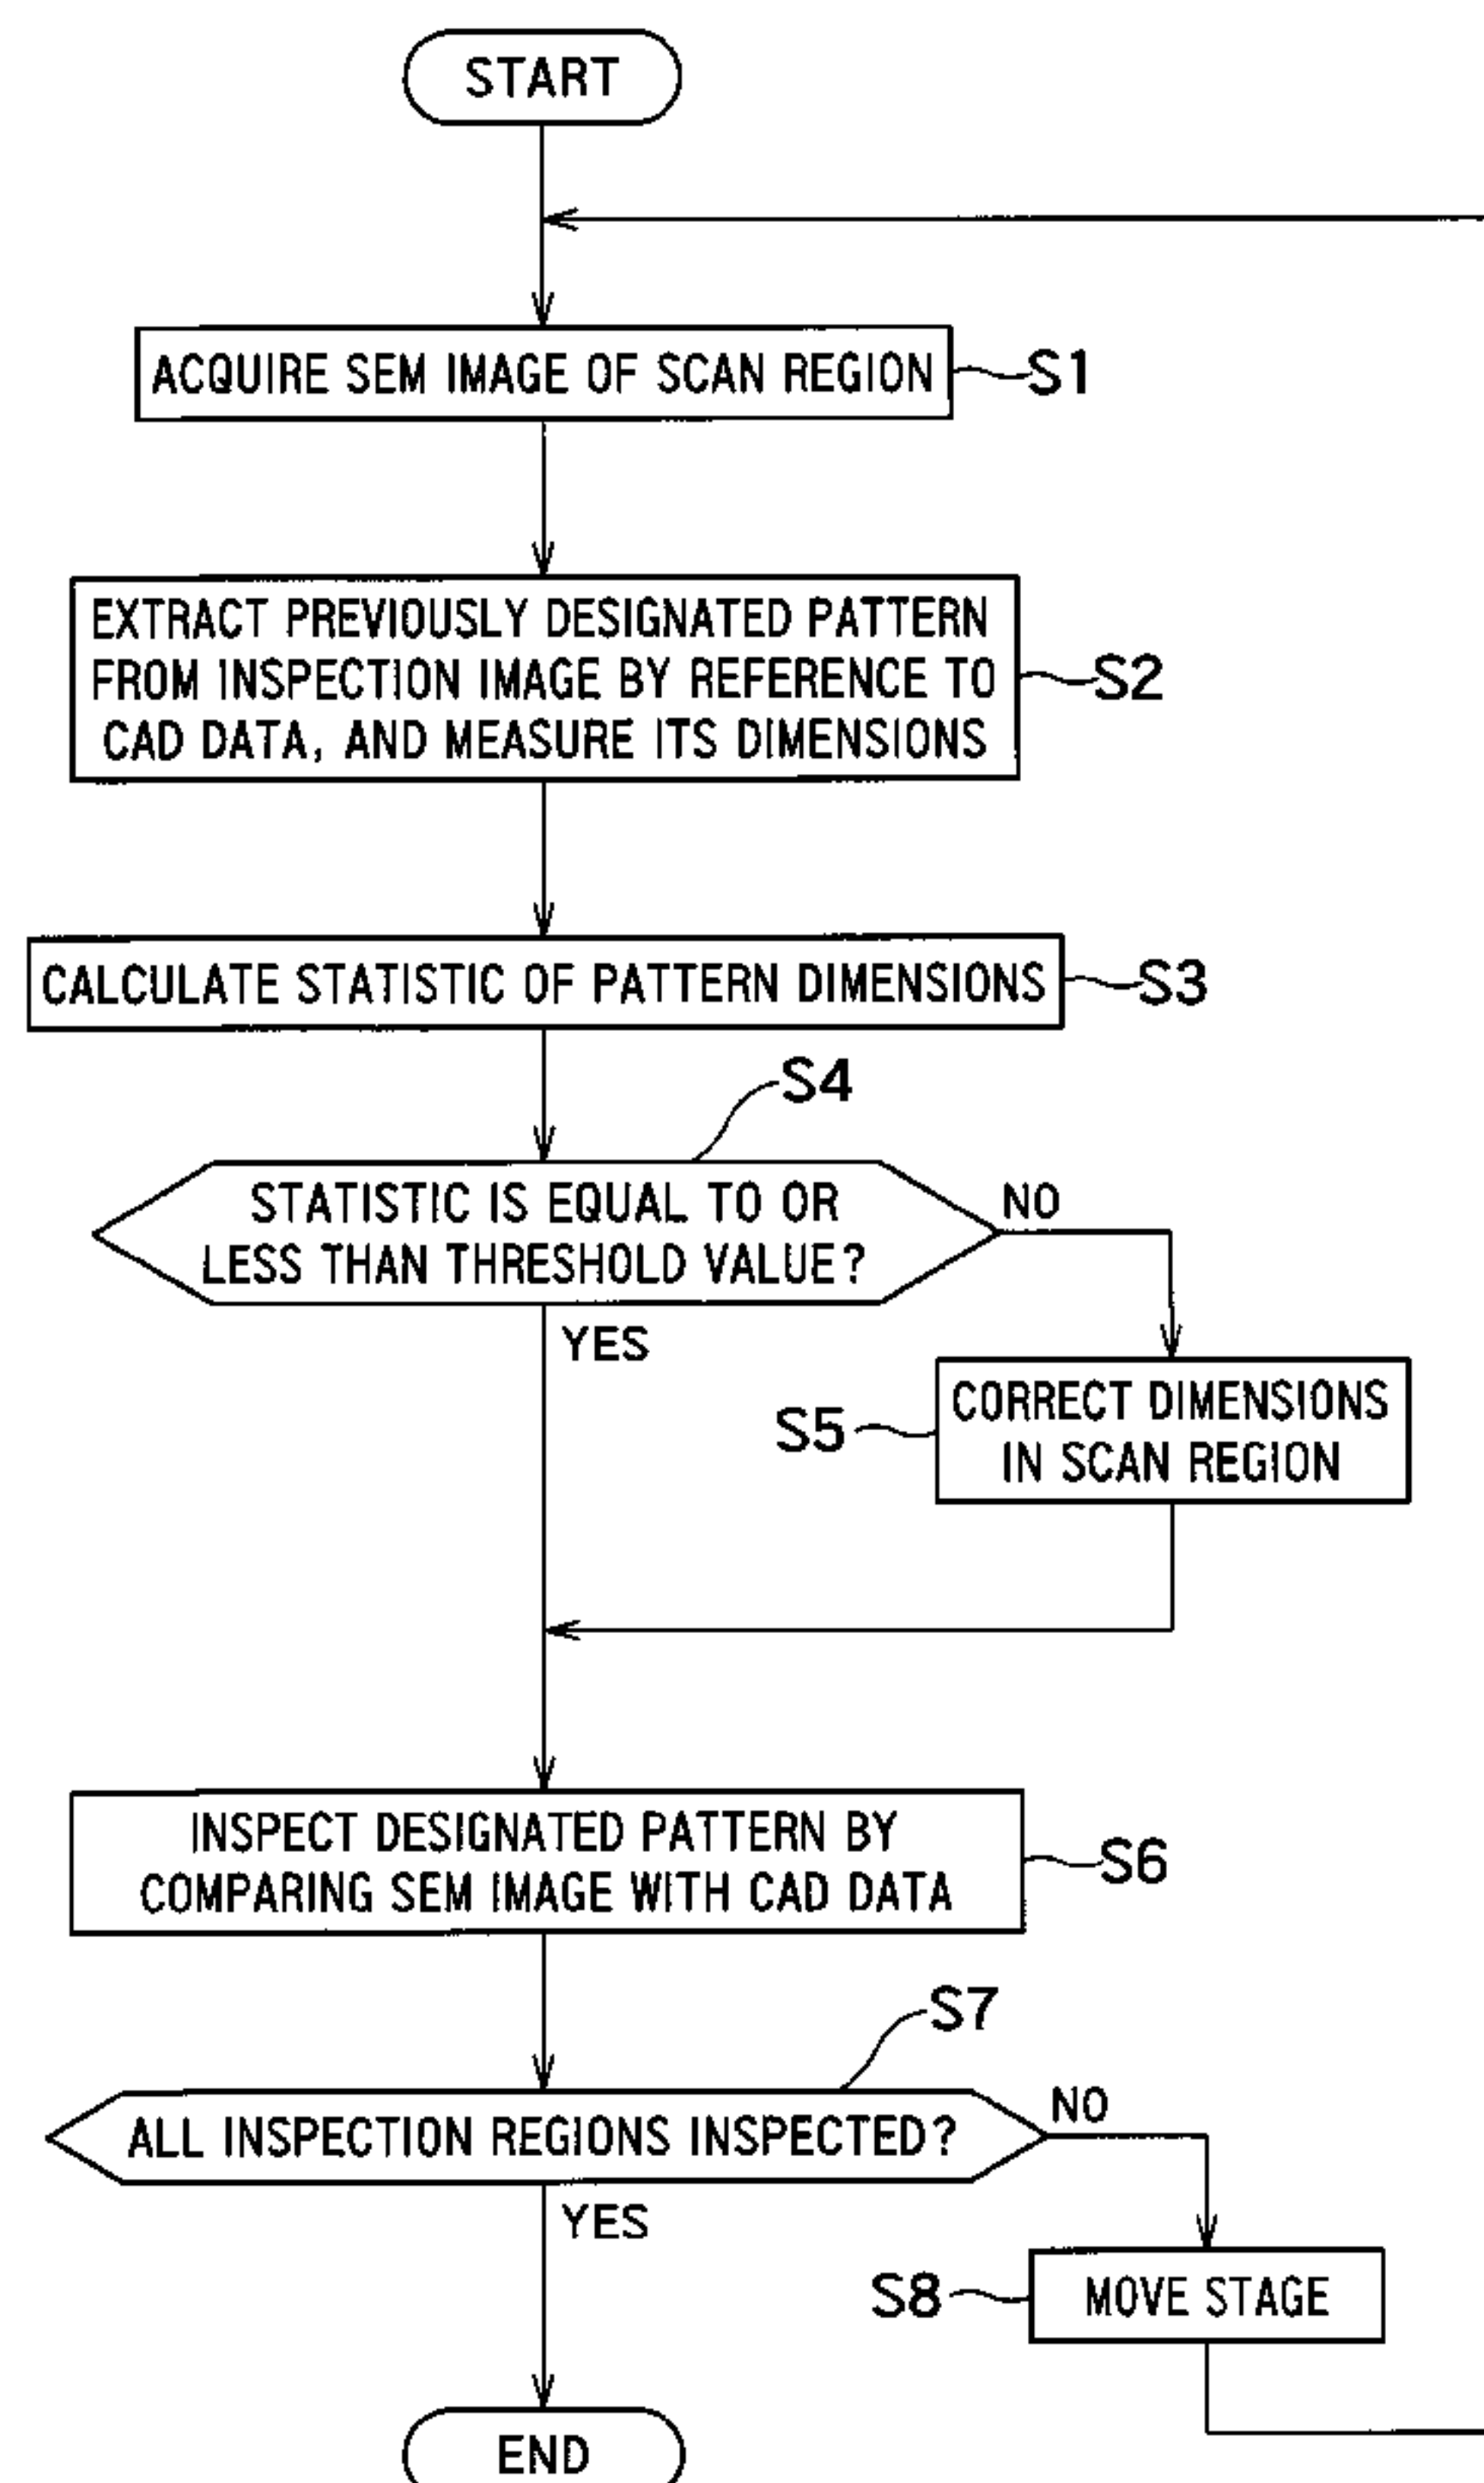 START
ACQUIRE SEM IMAGE OF SCAN REGION
S1
EXTRACT PREVIOUSLY DESIGNATED PATTERN
FROM INSPECTION IMAGE BY REFERENCE TO
CAD DATA, AND MEASURE ITS DIMENSIONS
S2
CALCULATE STATISTIC OF PATTERN DIMENSIONS
S3
S4
STATISTIC IS EQUAL TO OR
LESS THAN THRESHOLD VALUE?
NO
YES
CORRECT DIMENSIONS
IN SCAN REGION
S5
INSPECT DESIGNATED PATTERN BY
COMPARING SEM IMAGE WITH CAD DATA
S6
S7
ALL INSPECTION REGIONS INSPECTED?
NO
YES
S8
MOVE STAGE
END